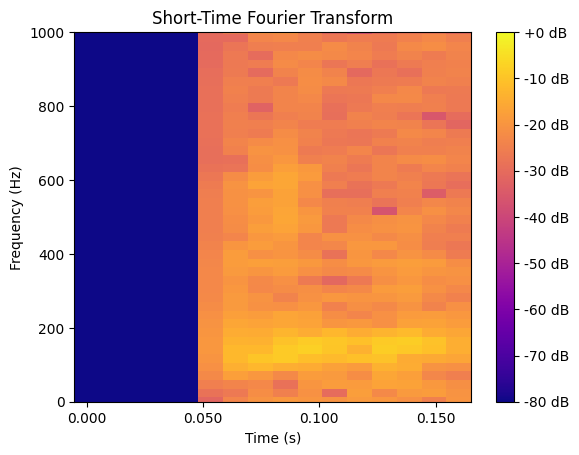 Short-Time Fourier Transform
1000
800
600
400
200
0
Frequency (Hz)
0.000
0.050
0.100
0.150
Time (s)
+0 dB
-10 dB
-20 dB
-30 dB
-40 dB
-50 dB
-60 dB
-70 dB
-80 dB